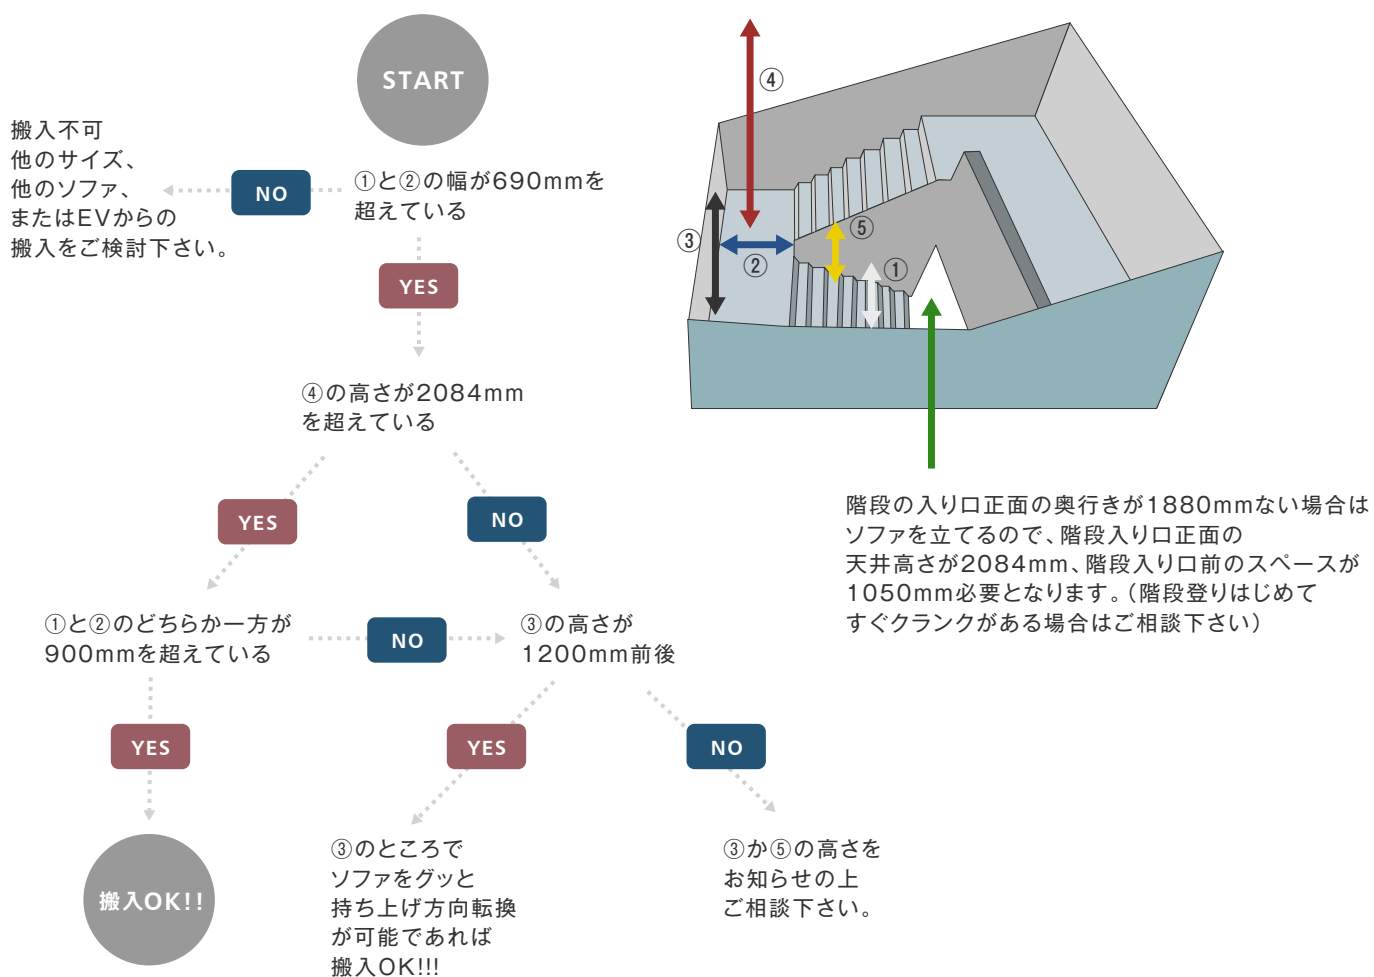 START
搬入不可
他のサイズ、
他のソファ、
またはEVからの
搬入をご検討下さい。
NO
①と②の幅が690mmを
超えている
YES
④の高さが2084mm
を超えている
YES
NO
①と②のどちらか一方が
900mmを超えている
NO
③の高さが
1200mm前後
YES
YES
NO
搬入OK!!
③のところで
ソファをグッと
持ち上げ方向転換
が可能であれば
搬入OK!!!
③か⑤の高さを
お知らせの上
ご相談下さい。
④
③
②
⑤
①
階段の入り口正面の奥行きが1880mmない場合は
ソファを立てるので、階段入り口正面の
天井高さが2084mm、階段入り口前のスペースが
1050mm必要となります。（階段登りはじめて
すぐクランクがある場合はご相談下さい）